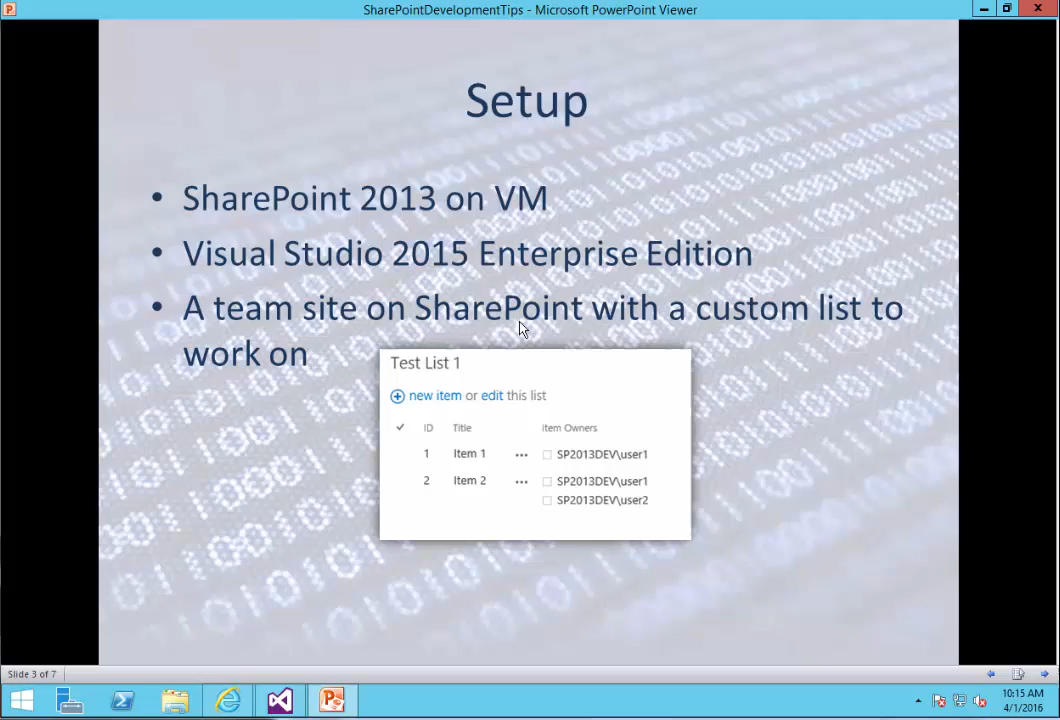 SharePointDevelopmentTips - Microsoft PowerPoint Viewer
Setup
• SharePoint 2013 on VM
• Visual Studio 2015 Enterprise Edition
• A team site on SharePoint with a custom list to
work on
Test List 1
new item or edit this list
ID Title Item Owners
1 Item 1 ... SP2013DEV\user1
2 Item 2 ... SP2013DEV\user1
SP2013DEV\user2
Slide 3 of 7
10:15 AM
4/1/2016